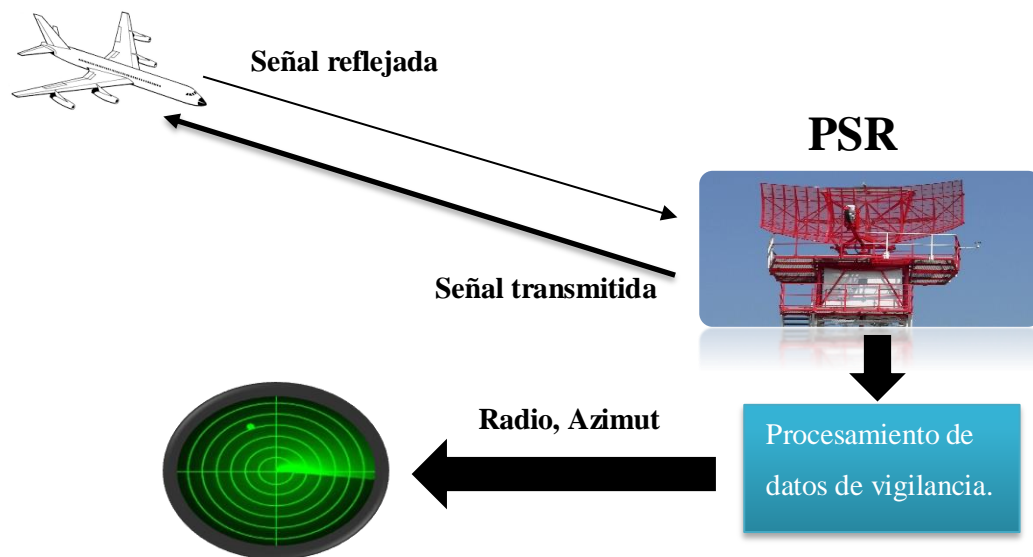 Señal reflejada
PSR
Señal transmitida
Radio, Azimut
Procesamiento de
datos de vigilancia.